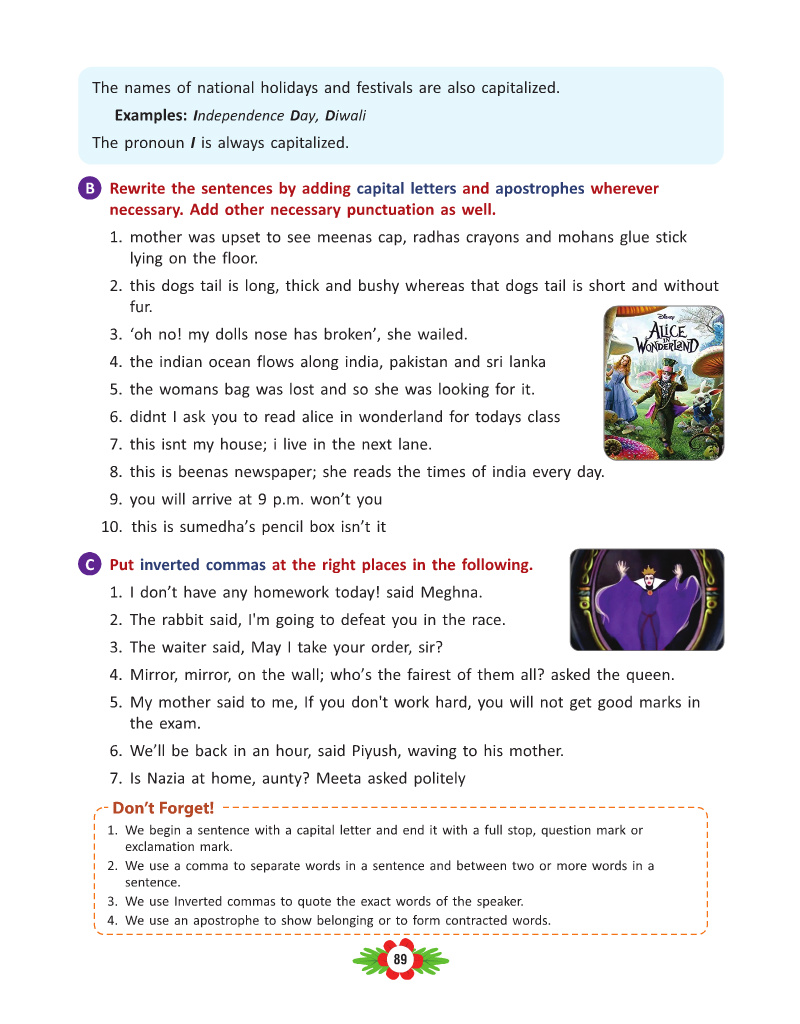 The names of national holidays and festivals are also capitalized.
Examples: Independence Day, Diwali
The pronoun I is always capitalized.
B Rewrite the sentences by adding capital letters and apostrophes wherever
necessary. Add other necessary punctuation as well.
1. mother was upset to see meenas cap, radhas crayons and mohans glue stick
lying on the floor.
2. this dogs tail is long, thick and bushy whereas that dogs tail is short and without
fur.
3. ‘oh no! my dolls nose has broken’, she wailed.
4. the indian ocean flows along india, pakistan and sri lanka
5. the womans bag was lost and so she was looking for it.
6. didnt I ask you to read alice in wonderland for todays class
7. this isnt my house; i live in the next lane.
8. this is beenas newspaper; she reads the times of india every day.
9. you will arrive at 9 p.m. won’t you
10. this is sumedha’s pencil box isn’t it
Disney
ALICE
IN
WONDERLAND
C Put inverted commas at the right places in the following.
1. I don’t have any homework today! said Meghna.
2. The rabbit said, I'm going to defeat you in the race.
3. The waiter said, May I take your order, sir?
4. Mirror, mirror, on the wall; who’s the fairest of them all? asked the queen.
5. My mother said to me, If you don't work hard, you will not get good marks in
the exam.
6. We’ll be back in an hour, said Piyush, waving to his mother.
7. Is Nazia at home, aunty? Meeta asked politely
Don’t Forget!
1. We begin a sentence with a capital letter and end it with a full stop, question mark or
exclamation mark.
2. We use a comma to separate words in a sentence and between two or more words in a
sentence.
3. We use Inverted commas to quote the exact words of the speaker.
4. We use an apostrophe to show belonging or to form contracted words.
89